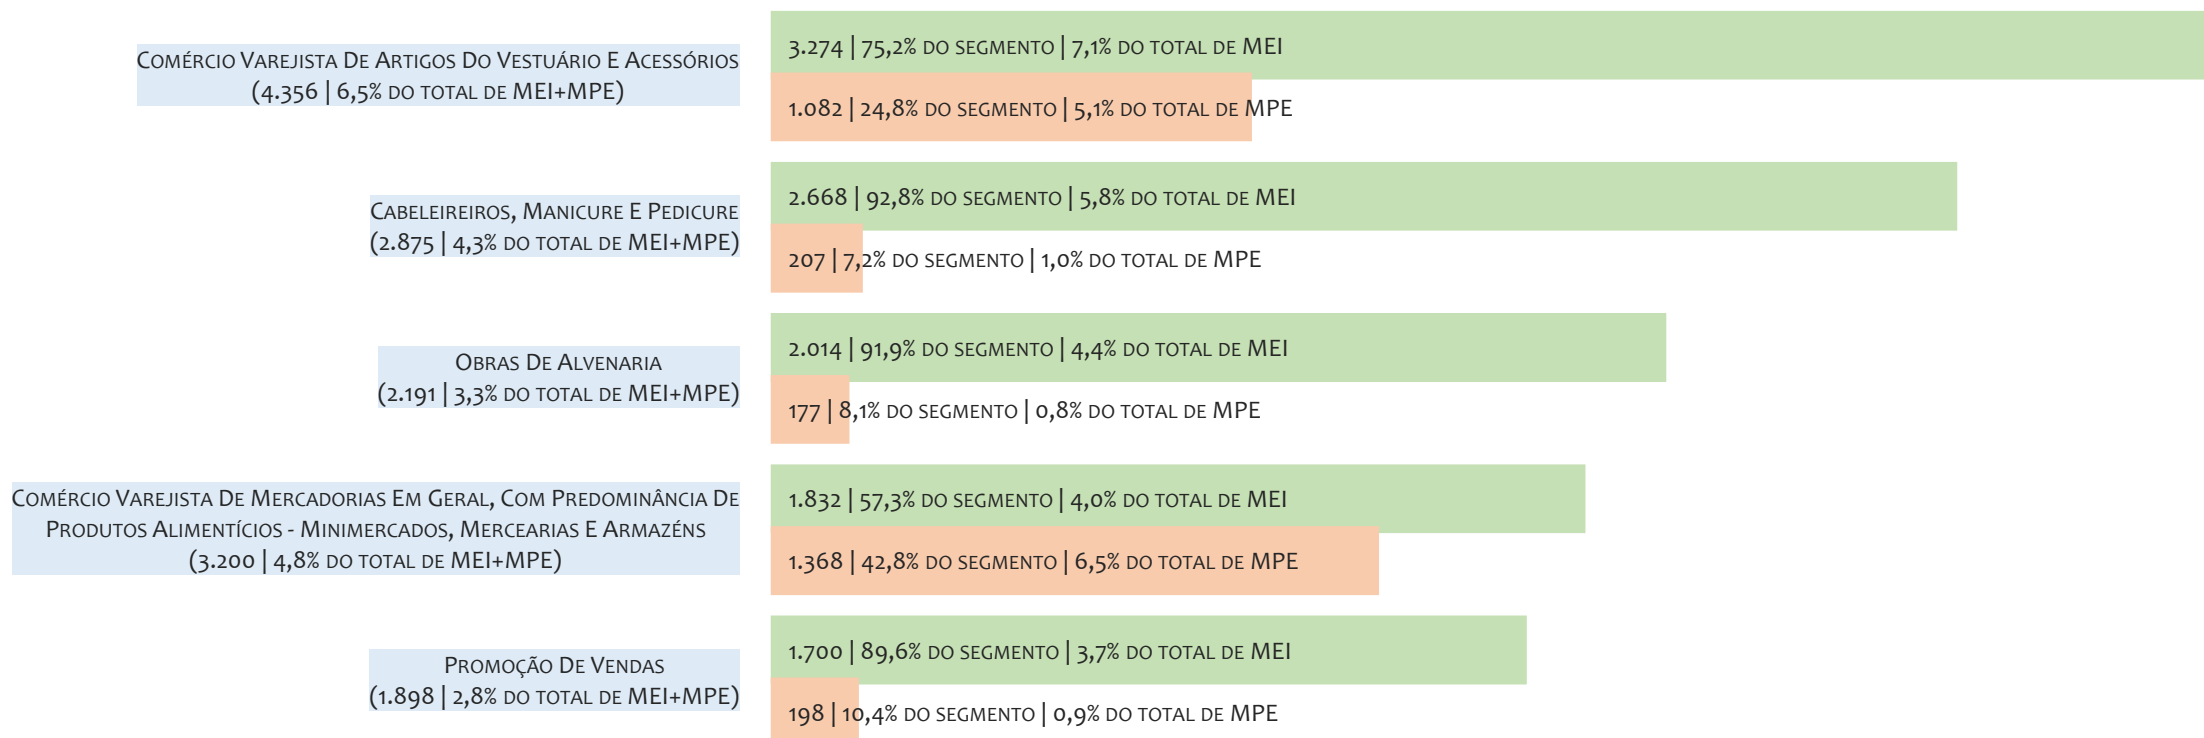 Comércio Varejista De Artigos Do Vestuário E Acessórios
(4.356 | 6,5% do total de MEI+MPE)
3.274 | 75,2% do segmento | 7,1% do total de MEI
1.082 | 24,8% do segmento | 5,1% do total de MPE
Cabeleireiros, Manicure E Pedicure
(2.875 | 4,3% do total de MEI+MPE)
2.668 | 92,8% do segmento | 5,8% do total de MEI
207 | 7,2% do segmento | 1,0% do total de MPE
Obras De Alvenaria
(2.191 | 3,3% do total de MEI+MPE)
2.014 | 91,9% do segmento | 4,4% do total de MEI
177 | 8,1% do segmento | 0,8% do total de MPE
Comércio Varejista De Mercadorias Em Geral, Com Predominância De
Produtos Alimentícios - Minimercados, Mercearias E Armazéns
(3.200 | 4,8% do total de MEI+MPE)
1.832 | 57,3% do segmento | 4,0% do total de MEI
1.368 | 42,8% do segmento | 6,5% do total de MPE
Promoção De Vendas
(1.898 | 2,8% do total de MEI+MPE)
1.700 | 89,6% do segmento | 3,7% do total de MEI
198 | 10,4% do segmento | 0,9% do total de MPE